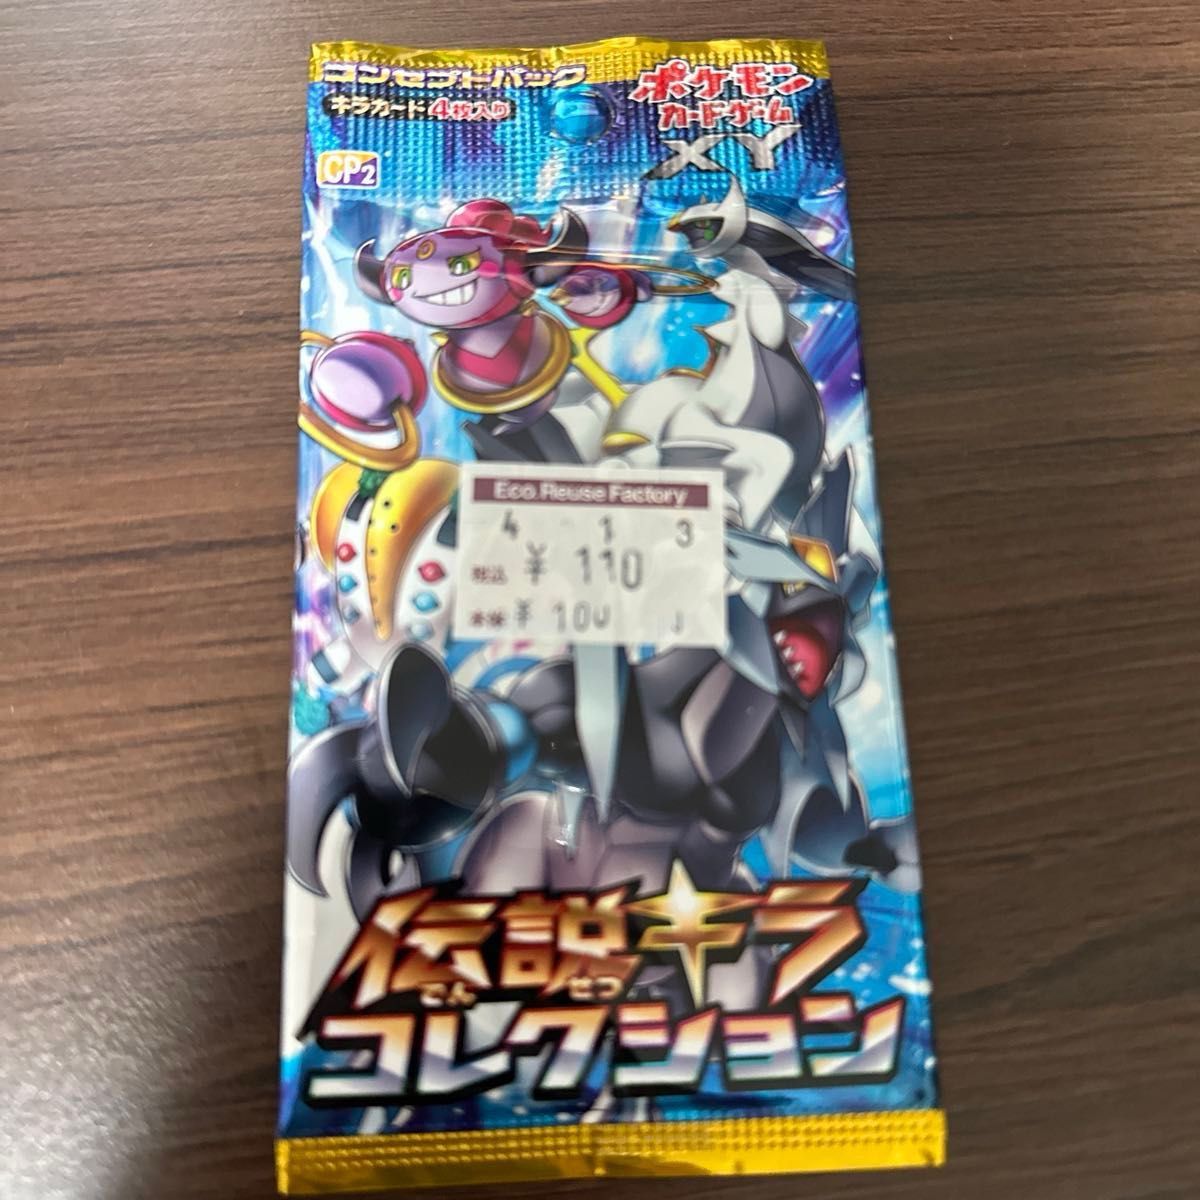 コンセプトパック
キラカード4枚入り
CP2
ポケモン
カードゲーム
XY
Eco Reuse Factory
4 1 3
税込 ¥ 110
本体 ¥ 100 J
伝説キラ
でんせつ
コレクション